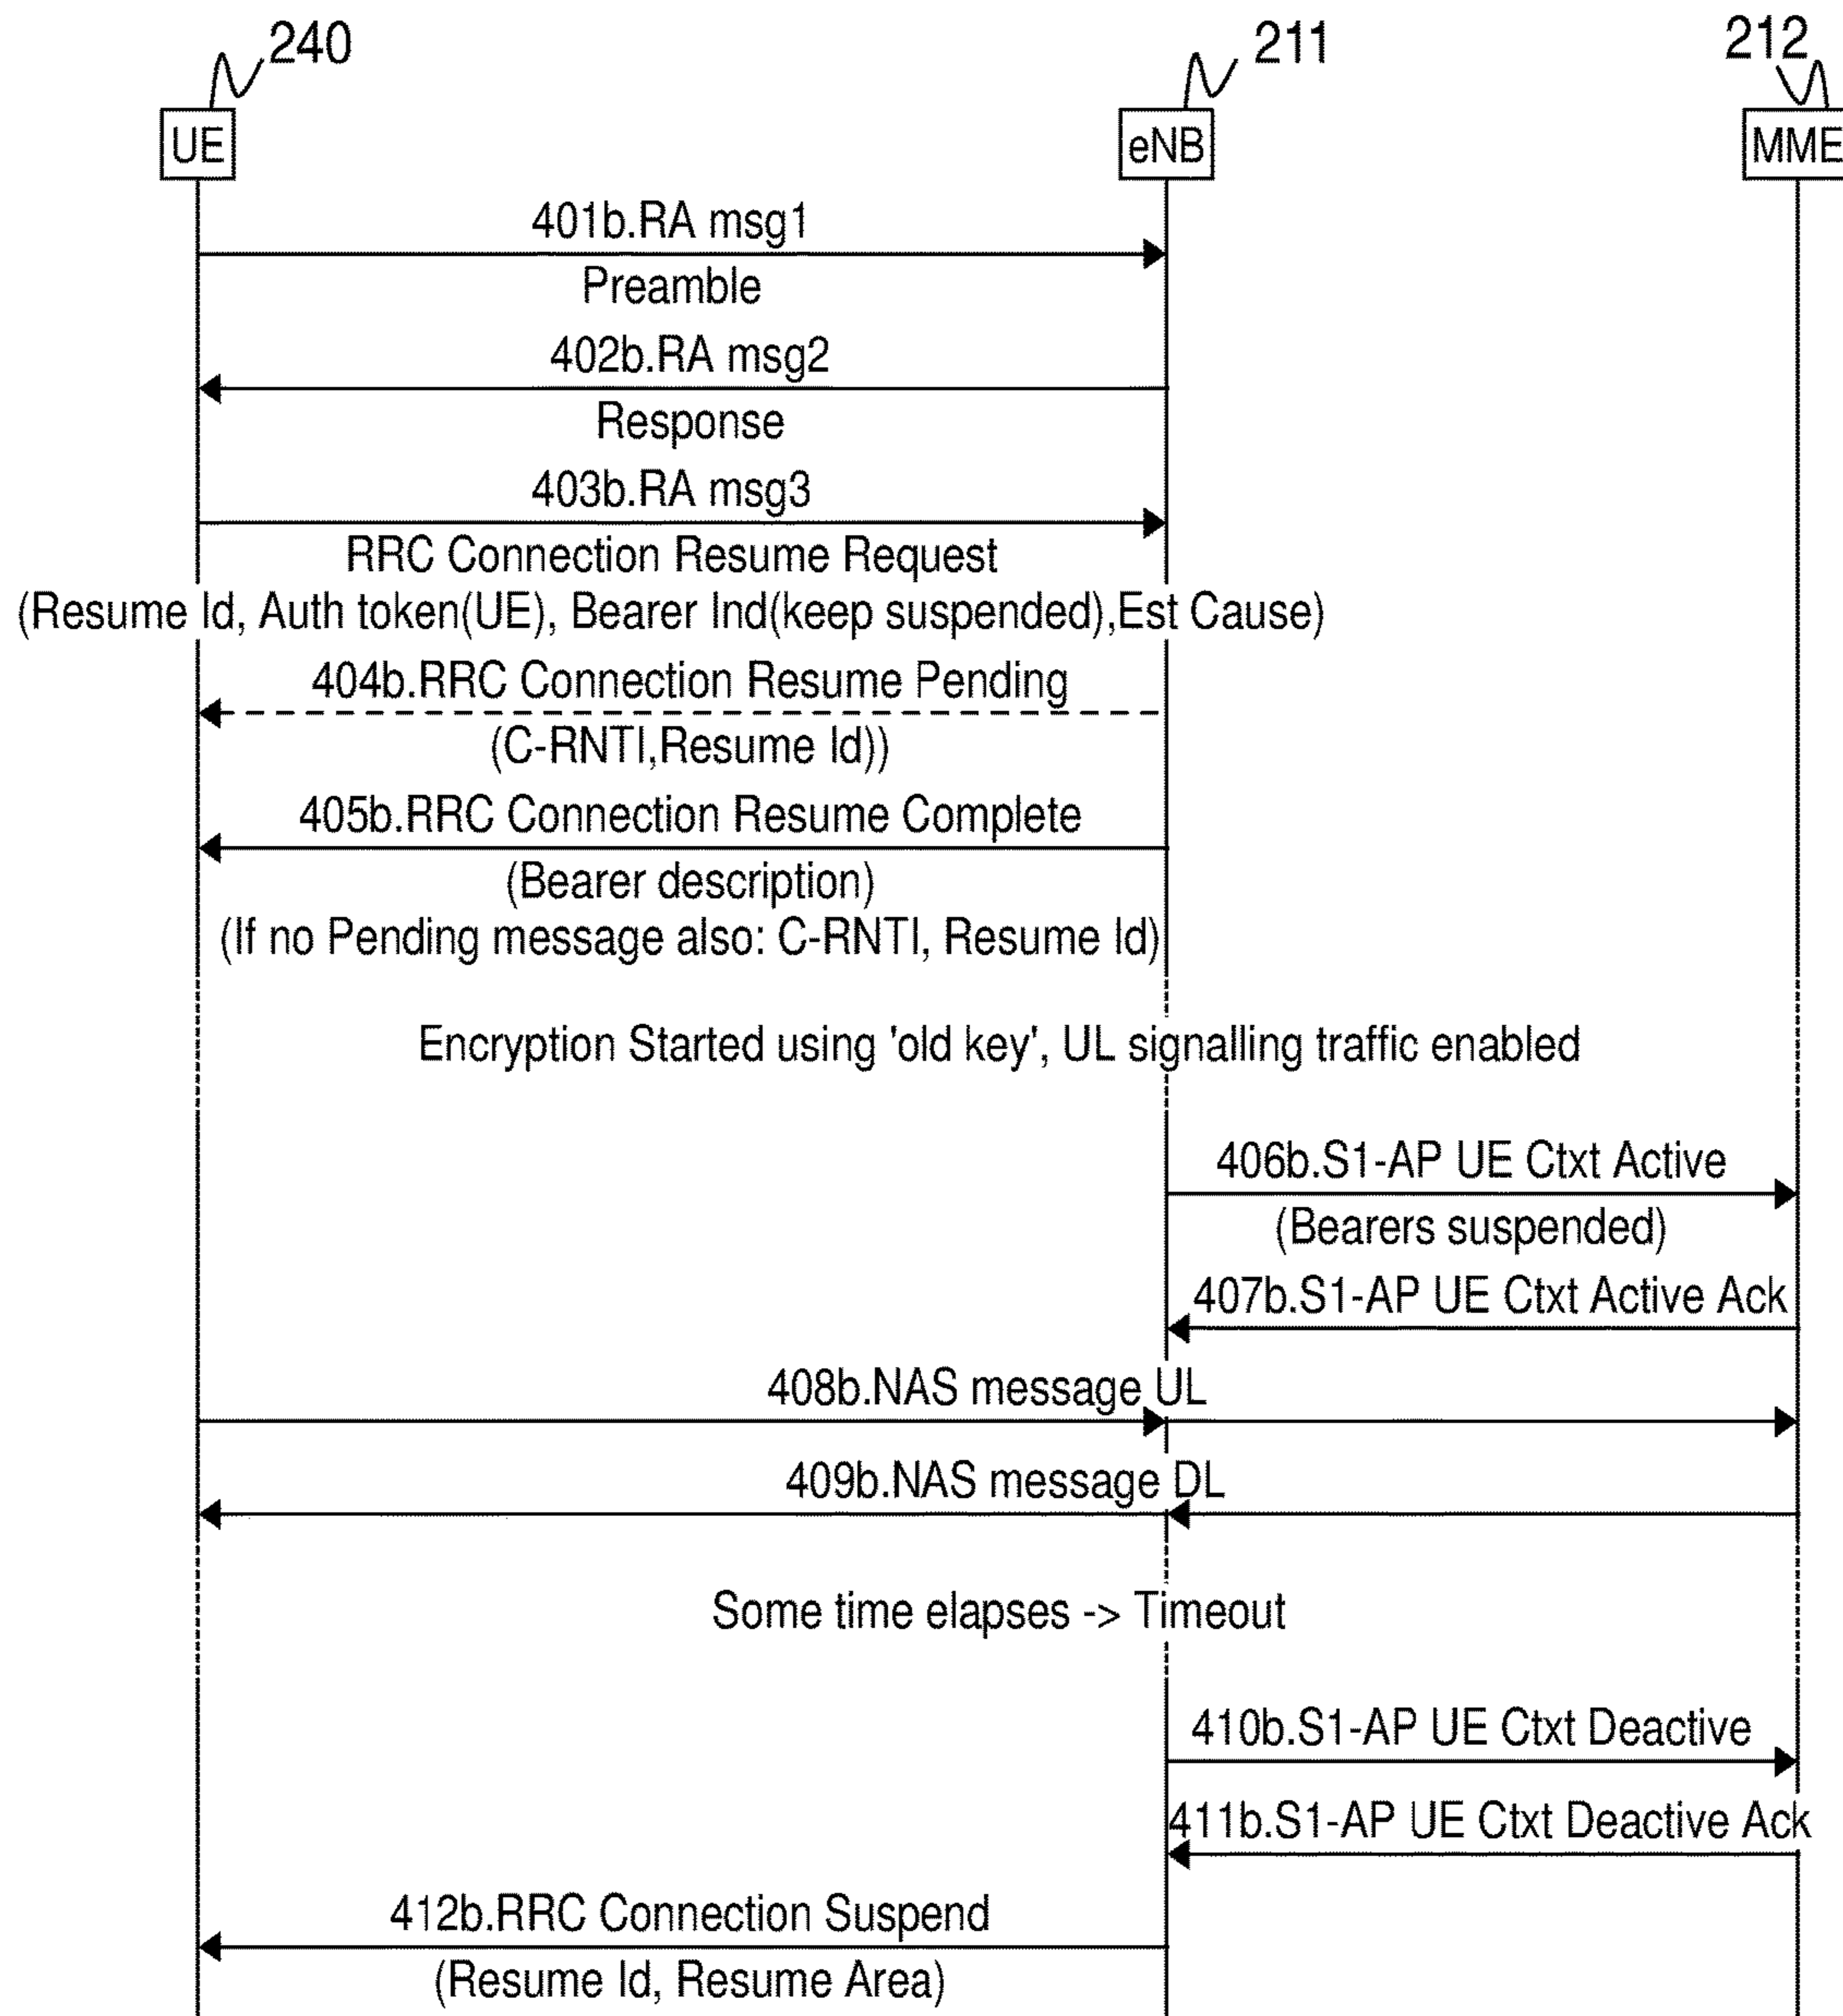 240
211
212
UE
eNB
MME
401b.RA msg1
Preamble
402b.RA msg2
Response
403b.RA msg3
RRC Connection Resume Request
(Resume Id, Auth token(UE), Bearer Ind(keep suspended),Est Cause)
404b.RRC Connection Resume Pending
(C-RNTI,Resume Id))
405b.RRC Connection Resume Complete
(Bearer description)
(If no Pending message also: C-RNTI, Resume Id)
Encryption Started using 'old key', UL signalling traffic enabled
406b.S1-AP UE Ctxt Active
(Bearers suspended)
407b.S1-AP UE Ctxt Active Ack
408b.NAS message UL
409b.NAS message DL
Some time elapses -> Timeout
410b.S1-AP UE Ctxt Deactive
411b.S1-AP UE Ctxt Deactive Ack
412b.RRC Connection Suspend
(Resume Id, Resume Area)